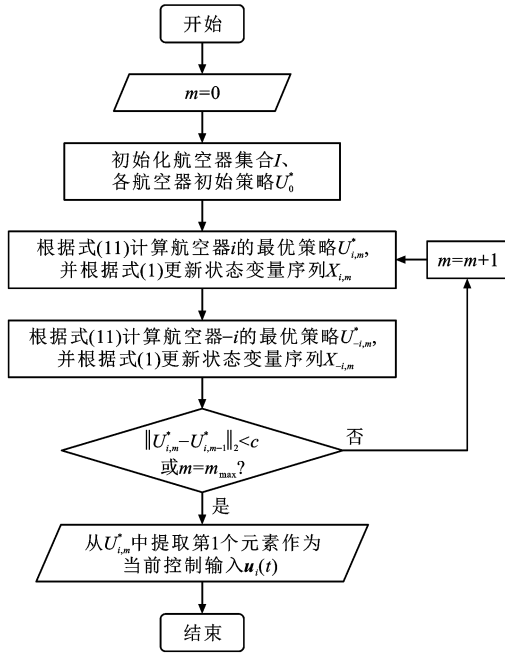 开始
m=0
初始化航空器集合I、
各航空器初始策略U*₀
根据式(11)计算航空器i的最优策略U*ᵢ,ₘ,
并根据式(1)更新状态变量序列Xᵢ,ₘ
m=m+1
根据式(11)计算航空器−i的最优策略U*₋ᵢ,ₘ,
并根据式(1)更新状态变量序列X₋ᵢ,ₘ
‖U*ᵢ,ₘ−U*ᵢ,ₘ₋₁‖₂<c
或m=mₘₐₓ?
否
是
从U*ᵢ,ₘ中提取第1个元素作为
当前控制输入uᵢ(t)
结束